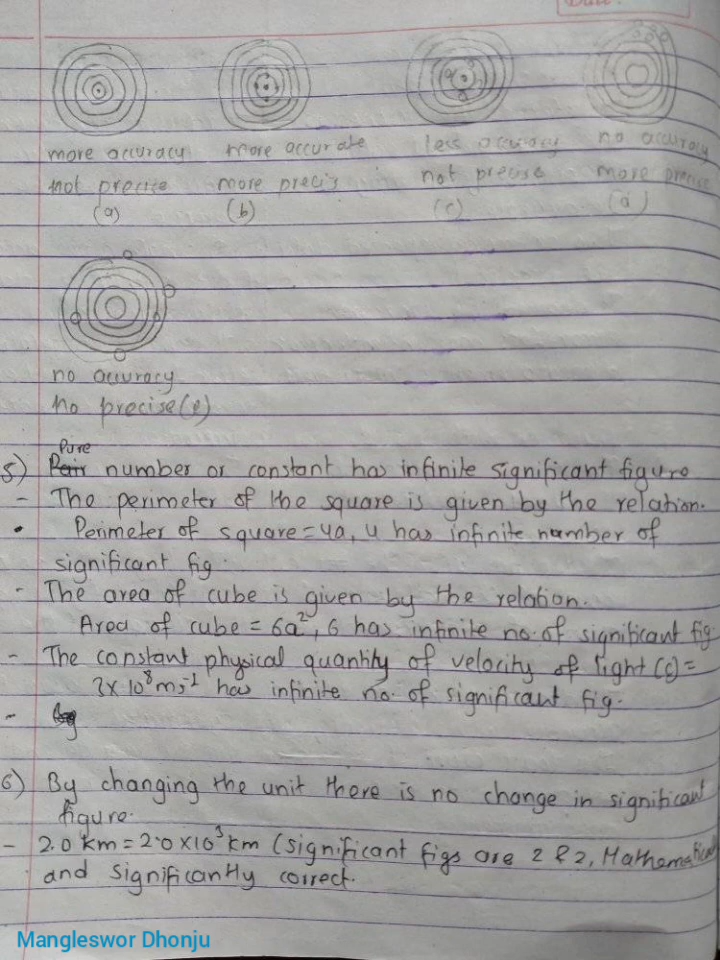 Date:
more accuracy more accurate less accuracy no accuracy
not precise more precis not precise more precise
(a) (b) (c) (d)
no accuracy
no precise (e)
Pure
5) number or constant has infinite significant figure
- The perimeter of the square is given by the relation.
• Perimeter of square = 4a, 4 has infinite number of
significant fig.
- The area of cube is given by the relation.
Area of cube = 6a², 6 has infinite no. of significant fig
- The constant physical quantity of velocity of light (c) =
3×10⁸ms⁻¹ has infinite no. of significant fig.
-
6) By changing the unit there is no change in significant
figure.
- 2.0 km = 2.0×10³ km (significant figs are 2 & 2, Mathematical
and significantly correct.
Mangleswor Dhonju